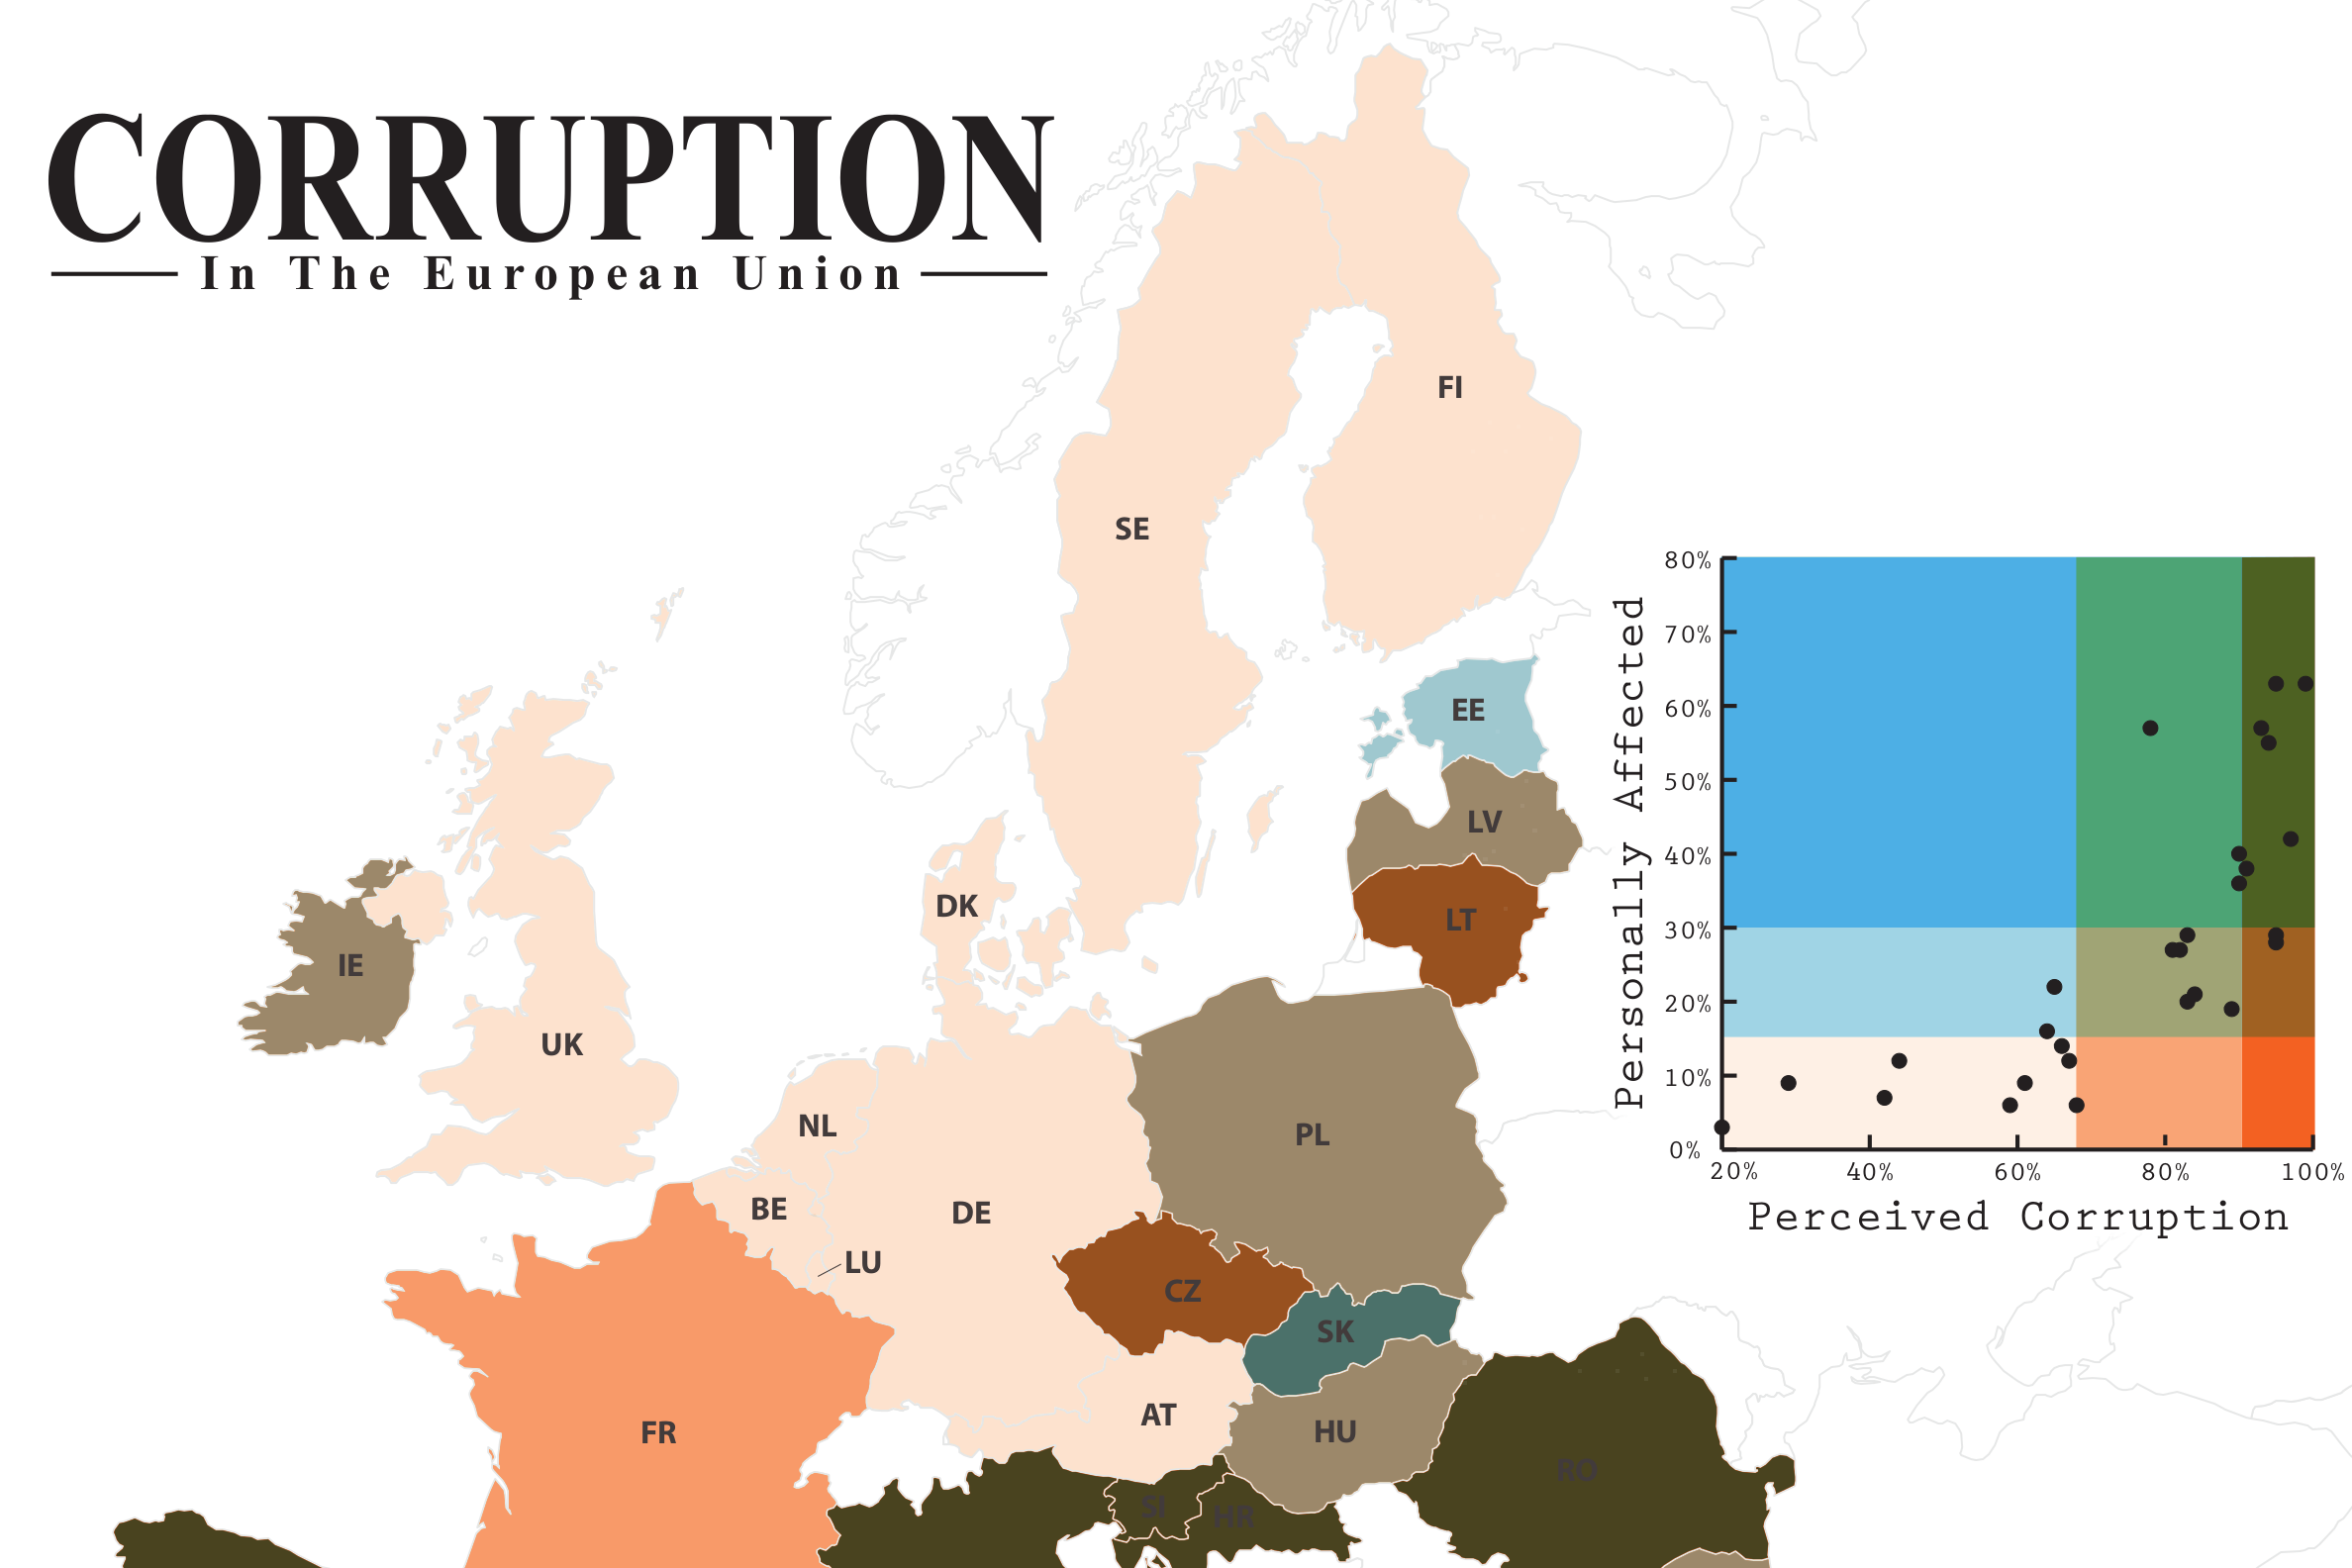 CORRUPTION
In The European Union
FI
SE
EE
LV
DK
LT
IE
UK
NL
PL
BE
DE
LU
CZ
SK
AT
FR
HU
RO
SI
HR
80%
70%
60%
50%
40%
30%
20%
10%
0%
Personally Affected
20% 40% 60% 80% 100%
Perceived Corruption